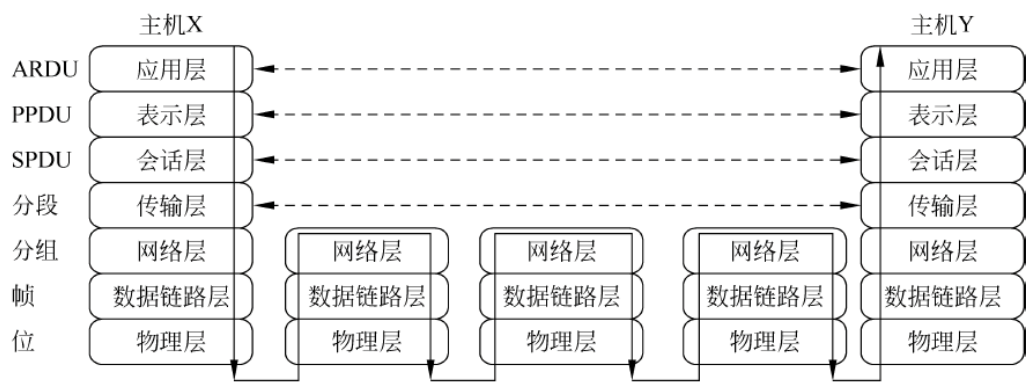 主机X 主机Y
ARDU 应用层 应用层
PPDU 表示层 表示层
SPDU 会话层 会话层
分段 传输层 传输层
分组 网络层 网络层 网络层 网络层 网络层
帧 数据链路层 数据链路层 数据链路层 数据链路层 数据链路层
位 物理层 物理层 物理层 物理层 物理层